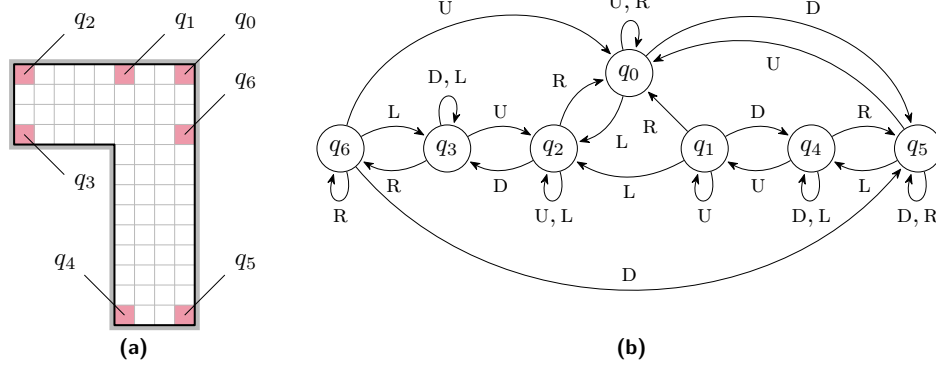 q2 q1 q0
q6
q3
q4 q5
(a)
U U, R D
q0
U
D, L R
L
L U R D R
q6 q3 q2 q1 q4 q5
R D L U L
R U, L U D, L D, R
D
(b)